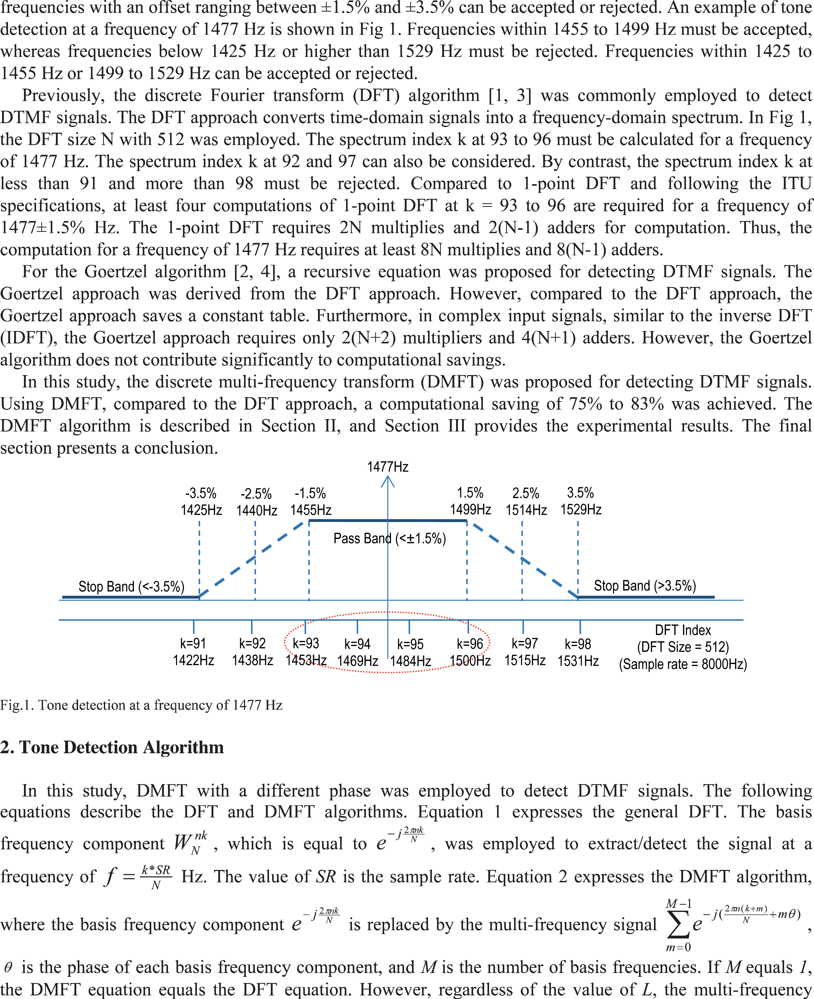 frequencies with an offset ranging between ±1.5% and ±3.5% can be accepted or rejected. An example of tone
detection at a frequency of 1477 Hz is shown in Fig 1. Frequencies within 1455 to 1499 Hz must be accepted,
whereas frequencies below 1425 Hz or higher than 1529 Hz must be rejected. Frequencies within 1425 to
1455 Hz or 1499 to 1529 Hz can be accepted or rejected.
Previously, the discrete Fourier transform (DFT) algorithm [1, 3] was commonly employed to detect
DTMF signals. The DFT approach converts time-domain signals into a frequency-domain spectrum. In Fig 1,
the DFT size N with 512 was employed. The spectrum index k at 93 to 96 must be calculated for a frequency
of 1477 Hz. The spectrum index k at 92 and 97 can also be considered. By contrast, the spectrum index k at
less than 91 and more than 98 must be rejected. Compared to 1-point DFT and following the ITU
specifications, at least four computations of 1-point DFT at k = 93 to 96 are required for a frequency of
1477±1.5% Hz. The 1-point DFT requires 2N multiplies and 2(N-1) adders for computation. Thus, the
computation for a frequency of 1477 Hz requires at least 8N multiplies and 8(N-1) adders.
For the Goertzel algorithm [2, 4], a recursive equation was proposed for detecting DTMF signals. The
Goertzel approach was derived from the DFT approach. However, compared to the DFT approach, the
Goertzel approach saves a constant table. Furthermore, in complex input signals, similar to the inverse DFT
(IDFT), the Goertzel approach requires only 2(N+2) multipliers and 4(N+1) adders. However, the Goertzel
algorithm does not contribute significantly to computational savings.
In this study, the discrete multi-frequency transform (DMFT) was proposed for detecting DTMF signals.
Using DMFT, compared to the DFT approach, a computational saving of 75% to 83% was achieved. The
DMFT algorithm is described in Section II, and Section III provides the experimental results. The final
section presents a conclusion.
1477Hz
-3.5% -2.5% -1.5% 1.5% 2.5% 3.5%
1425Hz 1440Hz 1455Hz 1499Hz 1514Hz 1529Hz
Pass Band (<±1.5%)
Stop Band (<-3.5%) Stop Band (>3.5%)
DFT Index
k=91 k=92 k=93 k=94 k=95 k=96 k=97 k=98
(DFT Size = 512)
1422Hz 1438Hz 1453Hz 1469Hz 1484Hz 1500Hz 1515Hz 1531Hz
(Sample rate = 8000Hz)
Fig.1. Tone detection at a frequency of 1477 Hz
2. Tone Detection Algorithm
In this study, DMFT with a different phase was employed to detect DTMF signals. The following
equations describe the DFT and DMFT algorithms. Equation 1 expresses the general DFT. The basis
frequency component $W_N^{nk}$, which is equal to $e^{-j\frac{2\pi nk}{N}}$, was employed to extract/detect the signal at a
frequency of $f = \frac{k*SR}{N}$ Hz. The value of SR is the sample rate. Equation 2 expresses the DMFT algorithm,
where the basis frequency component $e^{-j\frac{2\pi nk}{N}}$ is replaced by the multi-frequency signal $\sum_{m=0}^{M-1} e^{-j(\frac{2\pi n(k+m)}{N}+m\theta)}$,
θ is the phase of each basis frequency component, and M is the number of basis frequencies. If M equals 1,
the DMFT equation equals the DFT equation. However, regardless of the value of L, the multi-frequency